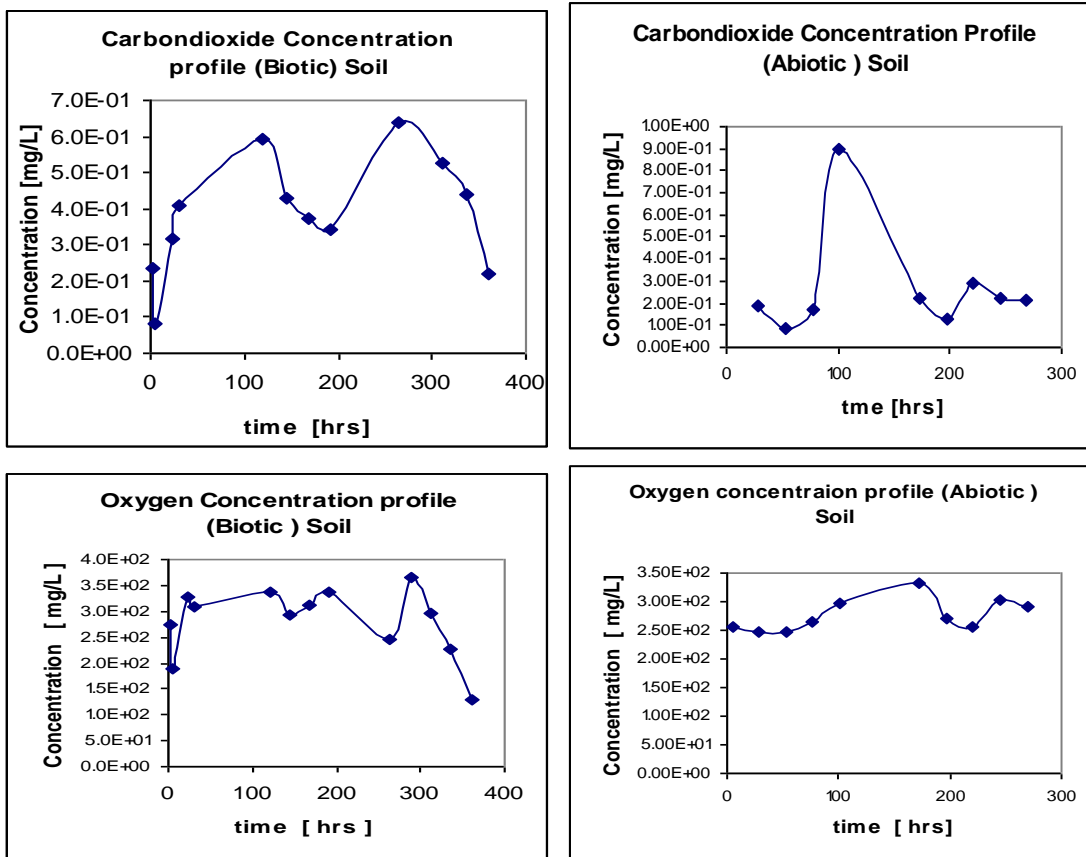 Carbondioxide Concentration
profile (Biotic) Soil
7.0E-01
6.0E-01
5.0E-01
4.0E-01
3.0E-01
2.0E-01
1.0E-01
0.0E+00
Concentration [mg/L]
0 100 200 300 400
time [hrs]
Carbondioxide Concentration Profile
(Abiotic ) Soil
1.00E+00
9.00E-01
8.00E-01
7.00E-01
6.00E-01
5.00E-01
4.00E-01
3.00E-01
2.00E-01
1.00E-01
0.00E+00
Concentration [mg/L]
0 100 200 300
tme [hrs]
Oxygen Concentration profile
(Biotic ) Soil
4.0E+02
3.5E+02
3.0E+02
2.5E+02
2.0E+02
1.5E+02
1.0E+02
5.0E+01
0.0E+00
Concentration [ mg/L]
0 100 200 300 400
time [ hrs ]
Oxygen concentraion profile (Abiotic )
Soil
3.50E+02
3.00E+02
2.50E+02
2.00E+02
1.50E+02
1.00E+02
5.00E+01
0.00E+00
Concentration [ mg/L]
0 100 200 300
time [ hrs]